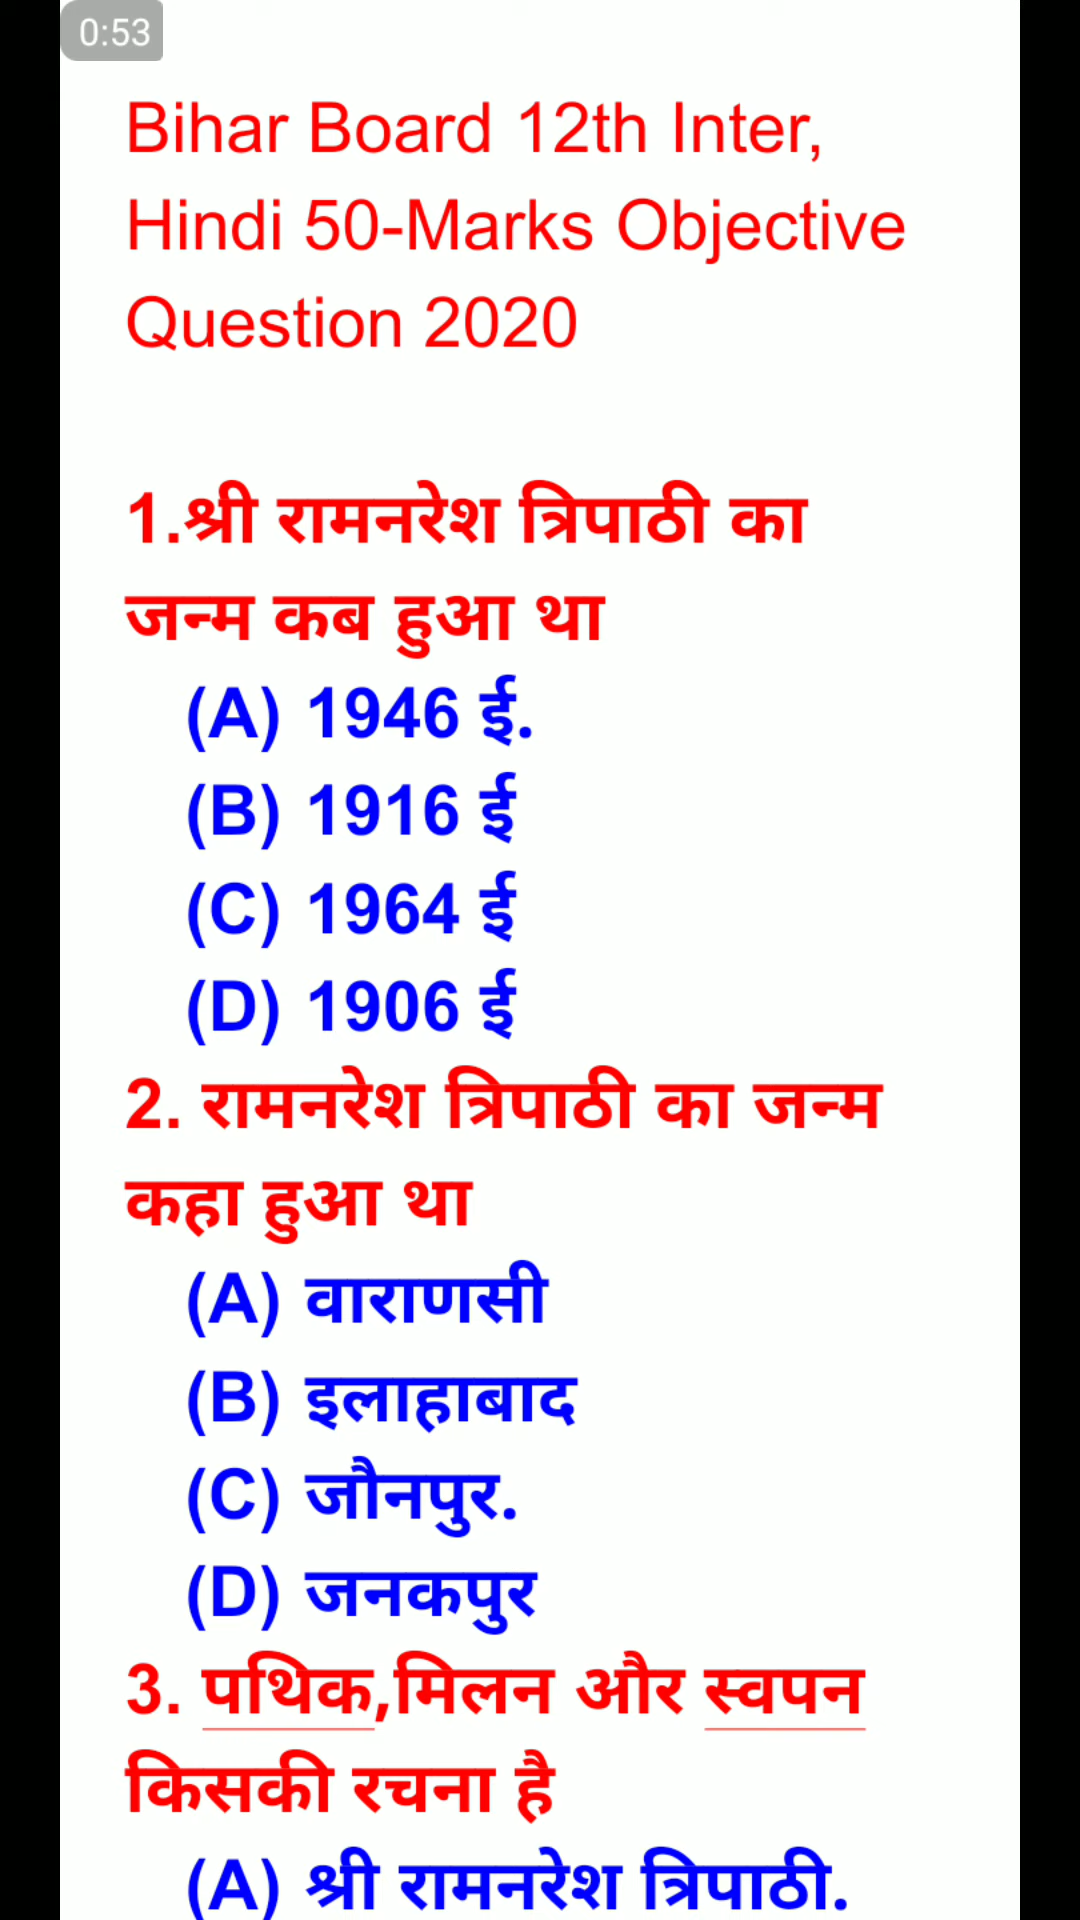 0:53
Bihar Board 12th Inter,
Hindi 50-Marks Objective
Question 2020
1.श्री रामनरेश त्रिपाठी का
जन्म कब हुआ था
(A) 1946 ई.
(B) 1916 ई
(C) 1964 ई
(D) 1906 ई
2. रामनरेश त्रिपाठी का जन्म
कहा हुआ था
(A) वाराणसी
(B) इलाहाबाद
(C) जौनपुर.
(D) जनकपुर
3. पथिक,मिलन और स्वपन
किसकी रचना है
(A) श्री रामनरेश त्रिपाठी.